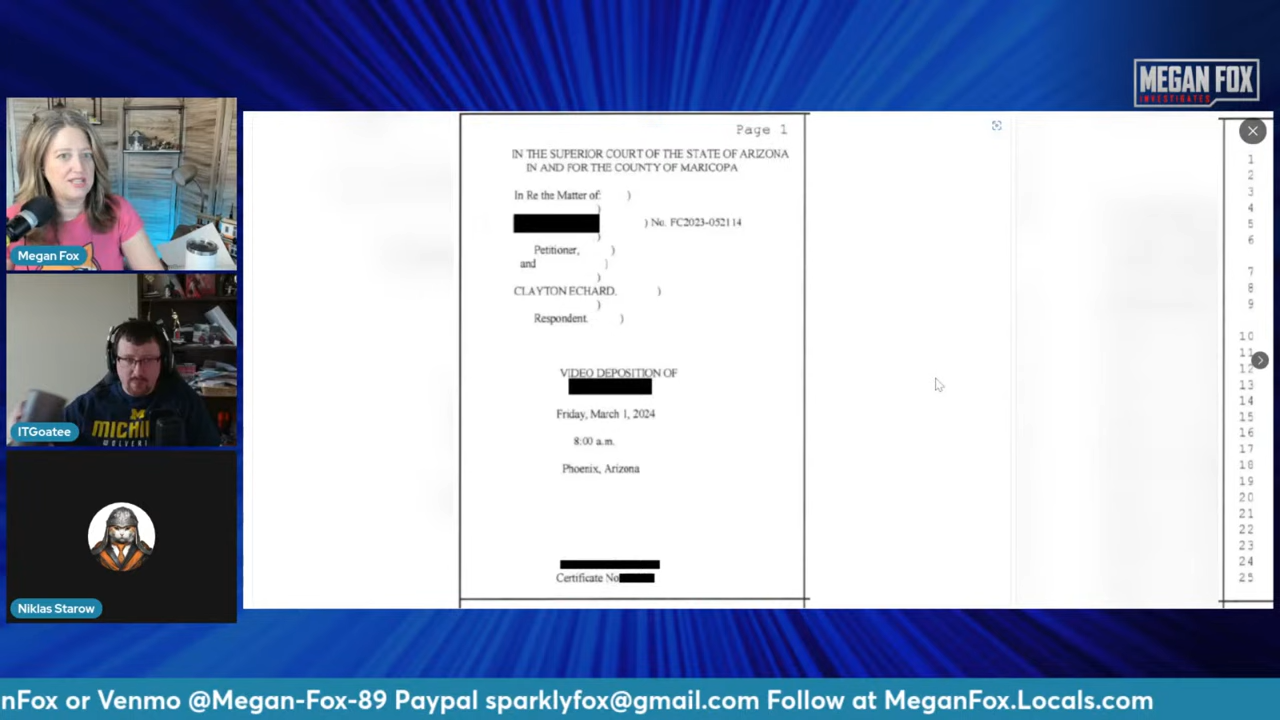 MEGAN FOX
INVESTIGATES
Megan Fox
ITGoatee
MICHI
Niklas Starow
Page 1
IN THE SUPERIOR COURT OF THE STATE OF ARIZONA
IN AND FOR THE COUNTY OF MARICOPA
In Re the Matter of: )
)
) No. FC2023-052114
)
Petitioner, )
and )
)
CLAYTON ECHARD, )
)
Respondent. )
VIDEO DEPOSITION OF
Friday, March 1, 2024
8:00 a.m.
Phoenix, Arizona
Certificate No
1
2
3
4
5
6
7
8
9
10
11
12
13
14
15
16
17
18
19
20
21
22
23
24
25
nFox or Venmo @Megan-Fox-89 Paypal sparklyfox@gmail.com Follow at MeganFox.Locals.com